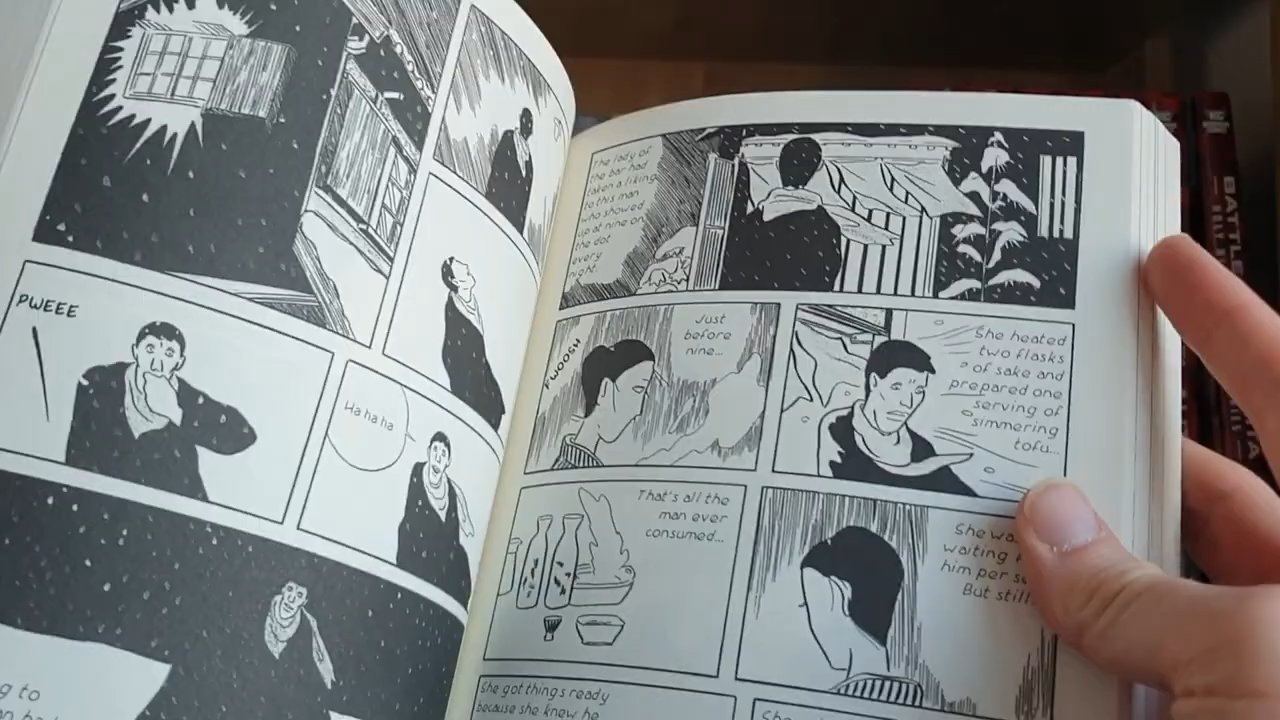 PWEEE
Ha ha ha
g to
The lady of
the bar had
taken a liking
to this man
who showed
up at nine on
the dot
every
night.
FWOOSH
Just
before
nine...
She heated
two flasks
of sake and
prepared one
serving of
simmering
tofu...
That's all the
man ever
consumed...
She
waiting
him per
But still
She got things ready
because she knew he
She
BATTLE